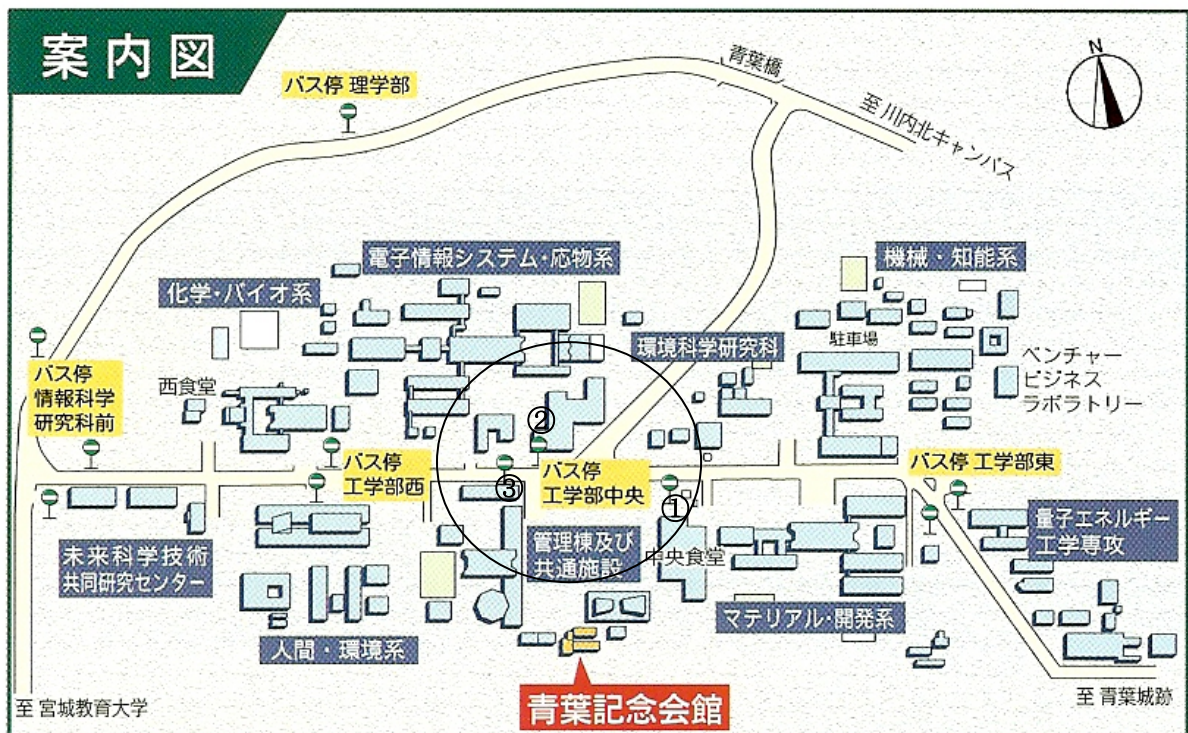 案内図
N
青葉橋
バス停 理学部
至 川内北キャンパス
電子情報システム・応物系
機械・知能系
化学・バイオ系
環境科学研究科
駐車場
ベンチャー
ビジネス
ラボラトリー
バス停
情報科学
研究科前
西食堂
②
バス停
工学部西
③
バス停
工学部中央
①
バス停 工学部東
未来科学技術
共同研究センター
管理棟及び
共通施設
中央食堂
量子エネルギー
工学専攻
人間・環境系
マテリアル・開発系
至 宮城教育大学
青葉記念会館
至 青葉城跡